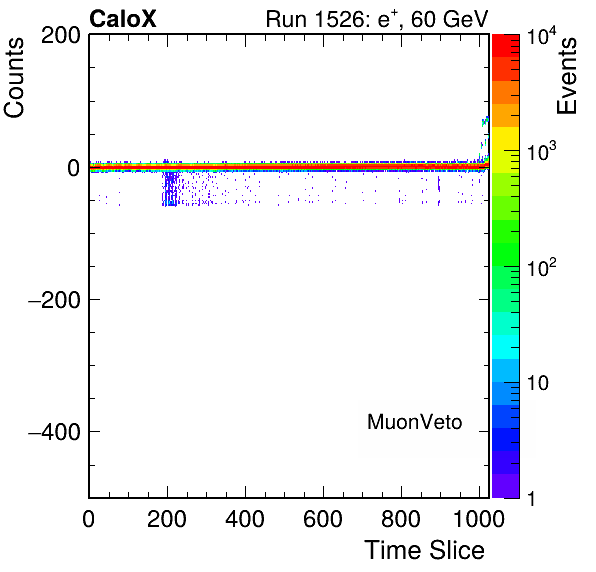 CaloX Run 1526: e⁺, 60 GeV
Counts
Events
200
0
−200
−400
10⁴
10³
10²
10
1
MuonVeto
0 200 400 600 800 1000
Time Slice